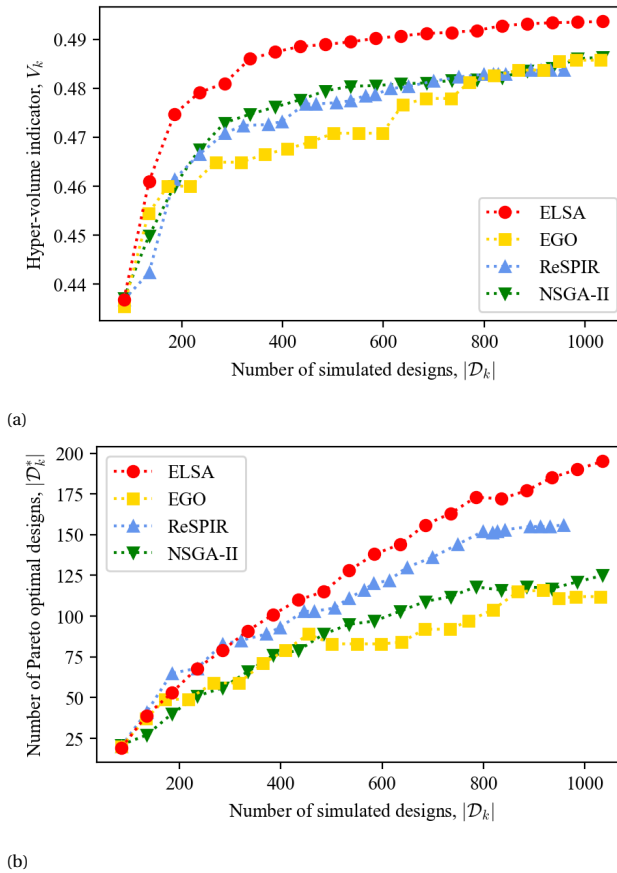 0.49
0.48
0.47
0.46
0.45
0.44
Hyper-volume indicator, V_k
ELSA
EGO
ReSPIR
NSGA-II
200
400
600
800
1000
Number of simulated designs, |𝒟_k|
(a)
200
175
150
125
100
75
50
25
Number of Pareto optimal designs, |𝒟*_k|
ELSA
EGO
ReSPIR
NSGA-II
200
400
600
800
1000
Number of simulated designs, |𝒟_k|
(b)